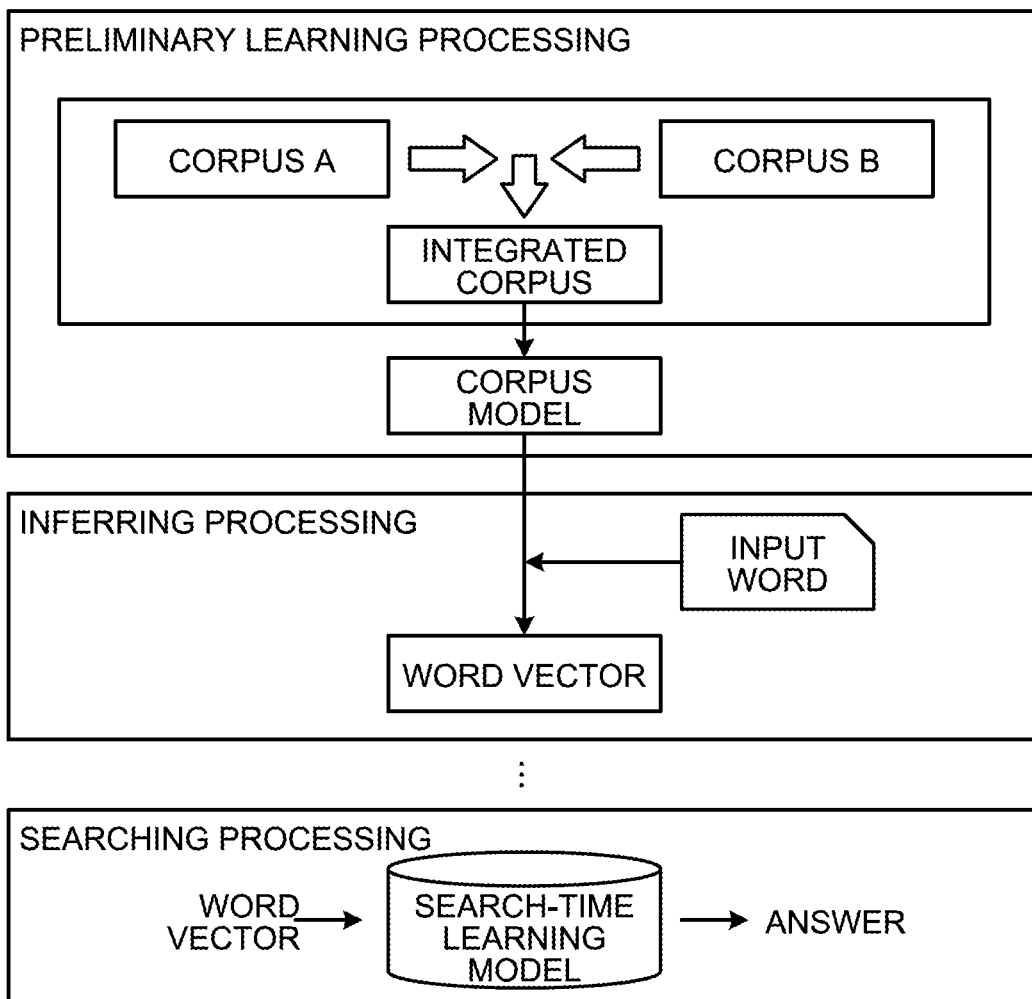 PRELIMINARY LEARNING PROCESSING
CORPUS A
CORPUS B
INTEGRATED
CORPUS
CORPUS
MODEL
INFERRING PROCESSING
INPUT
WORD
WORD VECTOR
⋮
SEARCHING PROCESSING
WORD
VECTOR
SEARCH-TIME
LEARNING
MODEL
ANSWER